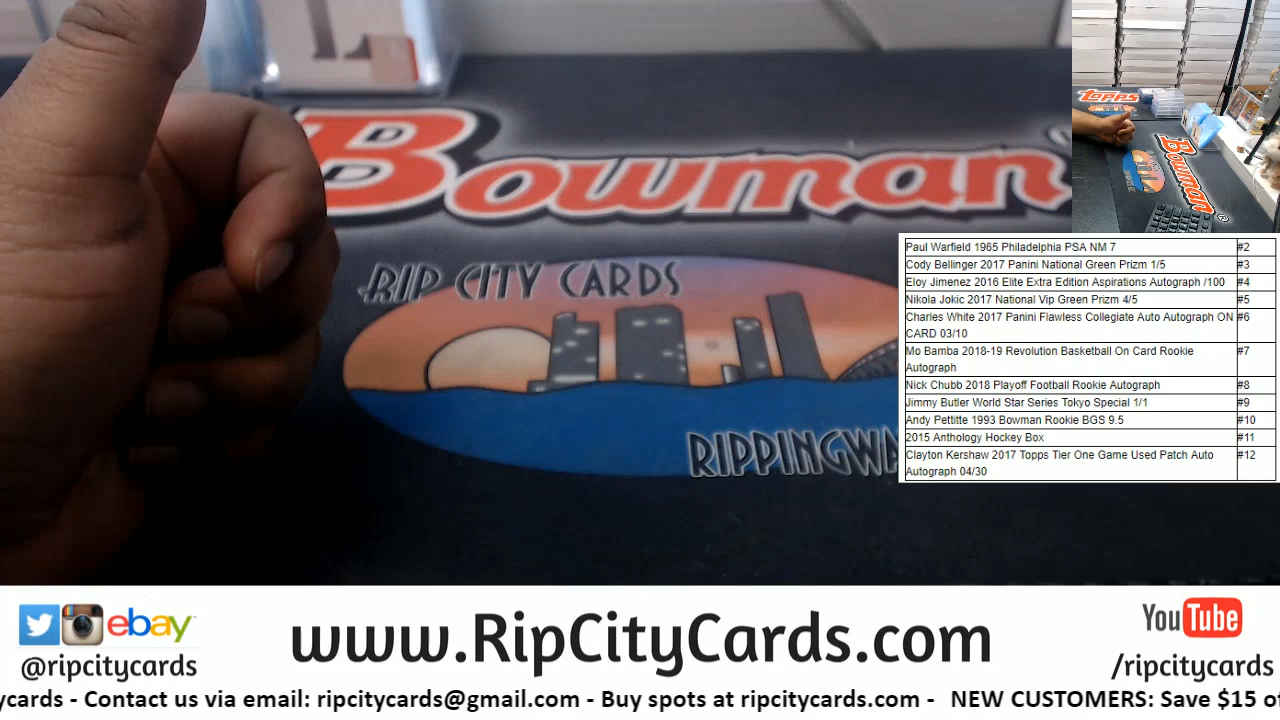 Bowman
RIP CITY CARDS
RIPPINGWA
TOPPS
Bowman®
Paul Warfield 1965 Philadelphia PSA NM 7 #2
Cody Bellinger 2017 Panini National Green Prizm 1/5 #3
Eloy Jimenez 2016 Elite Extra Edition Aspirations Autograph /100 #4
Nikola Jokic 2017 National Vip Green Prizm 4/5 #5
Charles White 2017 Panini Flawless Collegiate Auto Autograph ON #6
CARD 03/10
Mo Bamba 2018-19 Revolution Basketball On Card Rookie #7
Autograph
Nick Chubb 2018 Playoff Football Rookie Autograph #8
Jimmy Butler World Star Series Tokyo Special 1/1 #9
Andy Pettitte 1993 Bowman Rookie BGS 9.5 #10
2015 Anthology Hockey Box #11
Clayton Kershaw 2017 Topps Tier One Game Used Patch Auto #12
Autograph 04/30
ebay
@ripcitycards
www.RipCityCards.com
YouTube
/ripcitycards
ycards - Contact us via email: ripcitycards@gmail.com - Buy spots at ripcitycards.com - NEW CUSTOMERS: Save $15 of